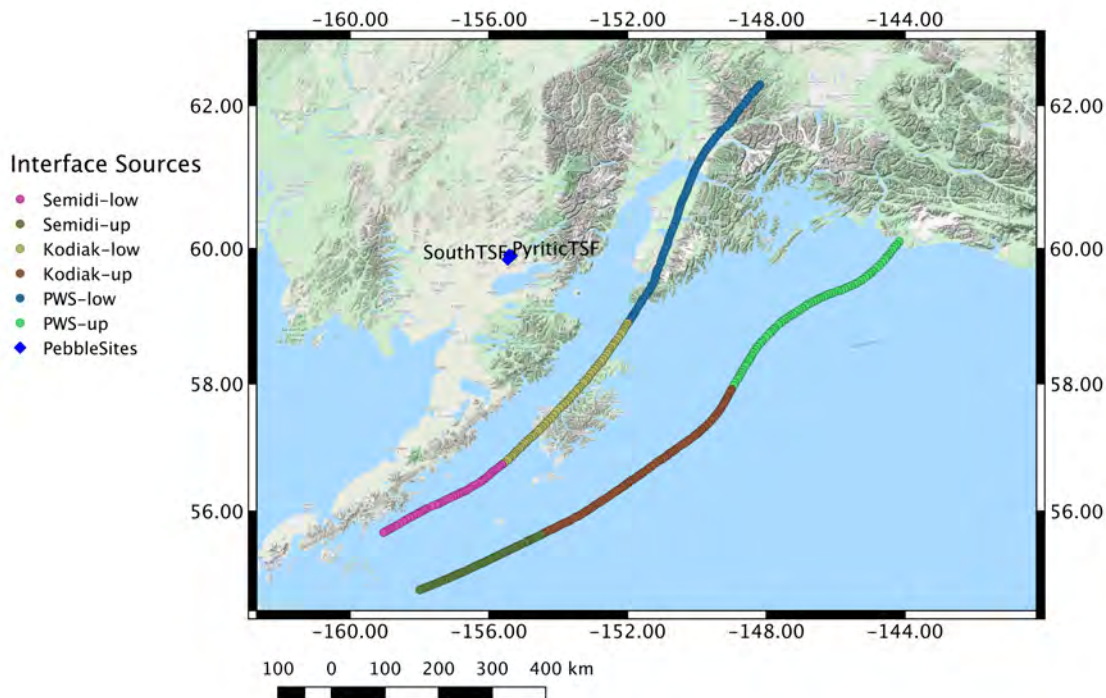 -160.00 -156.00 -152.00 -148.00 -144.00
62.00 62.00
Interface Sources
Semidi-low
Semidi-up
Kodiak-low
Kodiak-up
PWS-low
PWS-up
PebbleSites
60.00 60.00
SouthTSF PyriticTSF
58.00 58.00
56.00 56.00
-160.00 -156.00 -152.00 -148.00 -144.00
100 0 100 200 300 400 km